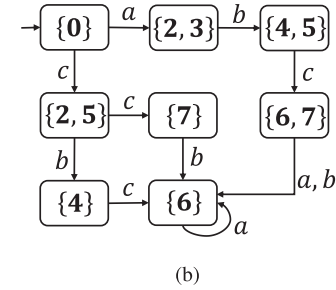 {0} a {2, 3} b {4, 5}
c c
{2, 5} c {7} {6, 7}
b b a, b
{4} c {6}
a
(b)